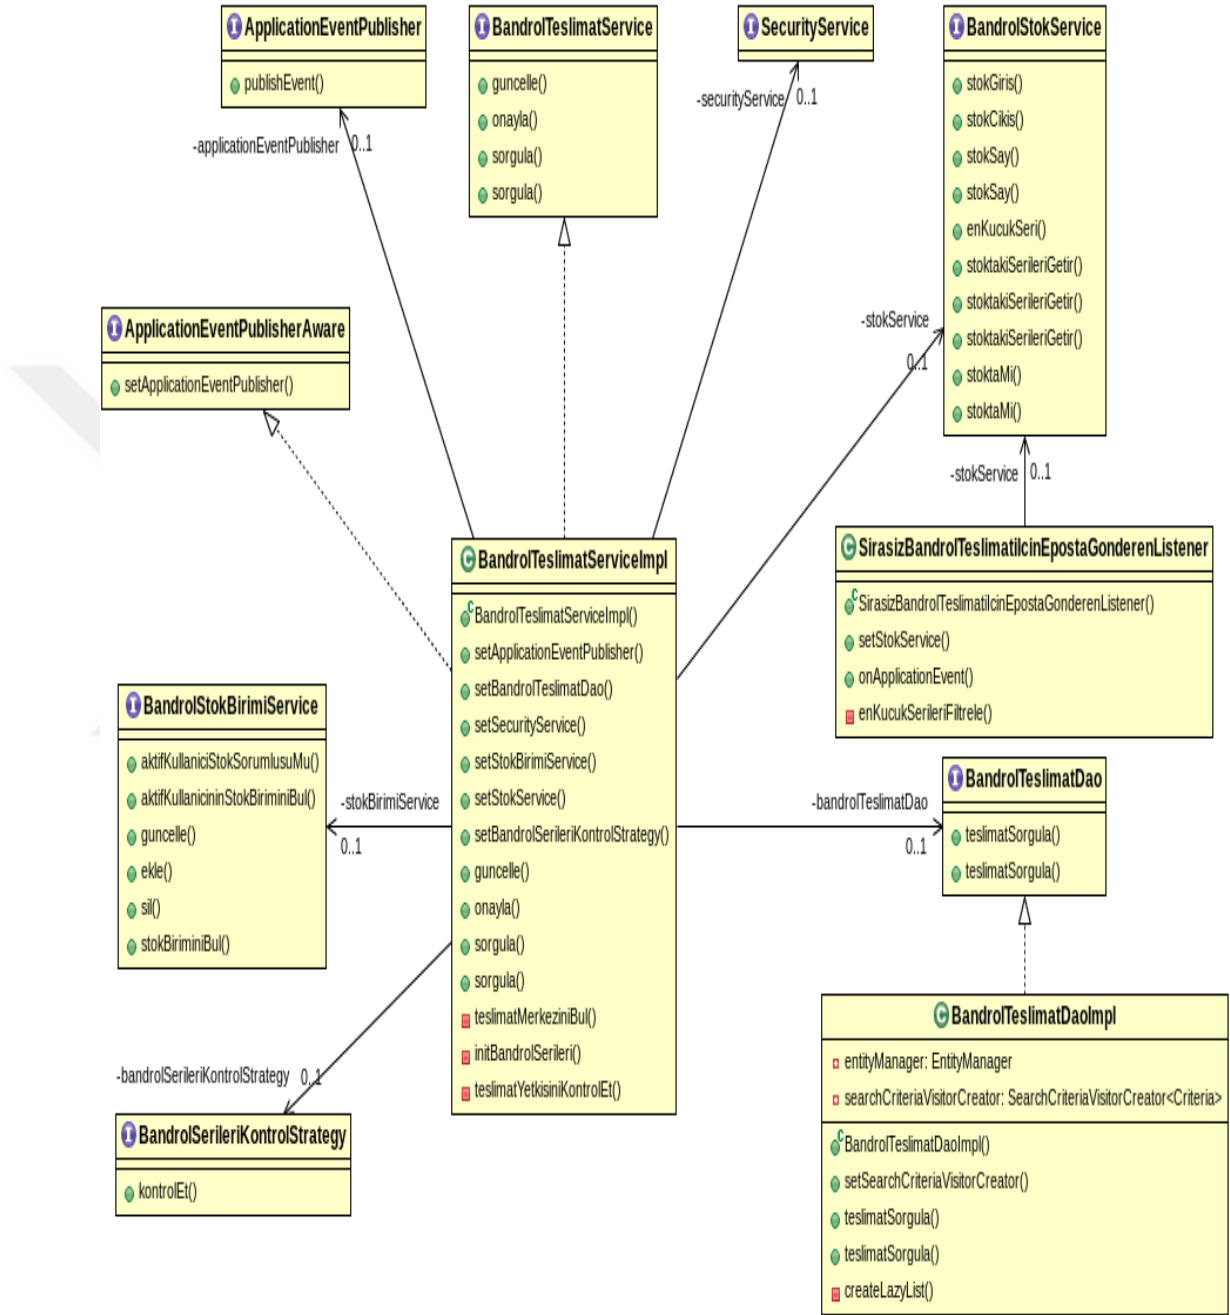 ApplicationEventPublisher
publishEvent()
BandrolTeslimatService
guncelle()
onayla()
sorgula()
sorgula()
SecurityService
BandrolStokService
stokGiris()
stokCikis()
stokSay()
stokSay()
enKucukSeri()
stoktakiSerileriGetir()
stoktakiSerileriGetir()
stoktakiSerileriGetir()
stoktaMi()
stoktaMi()
-applicationEventPublisher 0..1
-securityService 0..1
-stokService
0..1
ApplicationEventPublisherAware
setApplicationEventPublisher()
-stokService 0..1
SirasizBandrolTeslimatilcinEpostaGonderenListener
SirasizBandrolTeslimatilcinEpostaGonderenListener()
setStokService()
onApplicationEvent()
enKucukSerileriFiltrele()
BandrolTeslimatServiceImpl
BandrolTeslimatServiceImpl()
setApplicationEventPublisher()
setBandrolTeslimatDao()
setSecurityService()
setStokBirimiService()
setStokService()
setBandrolSerileriKontrolStrategy()
guncelle()
onayla()
sorgula()
sorgula()
teslimatMerkeziniBul()
initBandrolSerileri()
teslimatYetkisiniKontrolEt()
BandrolStokBirimiService
aktifKullaniciStokSorumlusuMu()
aktifKullanicininStokBiriminiBul()
guncelle()
ekle()
sil()
stokBiriminiBul()
-stokBirimiService
0..1
-bandrolTeslimatDao
0..1
BandrolTeslimatDao
teslimatSorgula()
teslimatSorgula()
-bandrolSerileriKontrolStrategy 0..1
BandrolSerileriKontrolStrategy
kontrolEt()
BandrolTeslimatDaoImpl
entityManager: EntityManager
searchCriteriaVisitorCreator: SearchCriteriaVisitorCreator<Criteria>
BandrolTeslimatDaoImpl()
setSearchCriteriaVisitorCreator()
teslimatSorgula()
teslimatSorgula()
createLazyList()